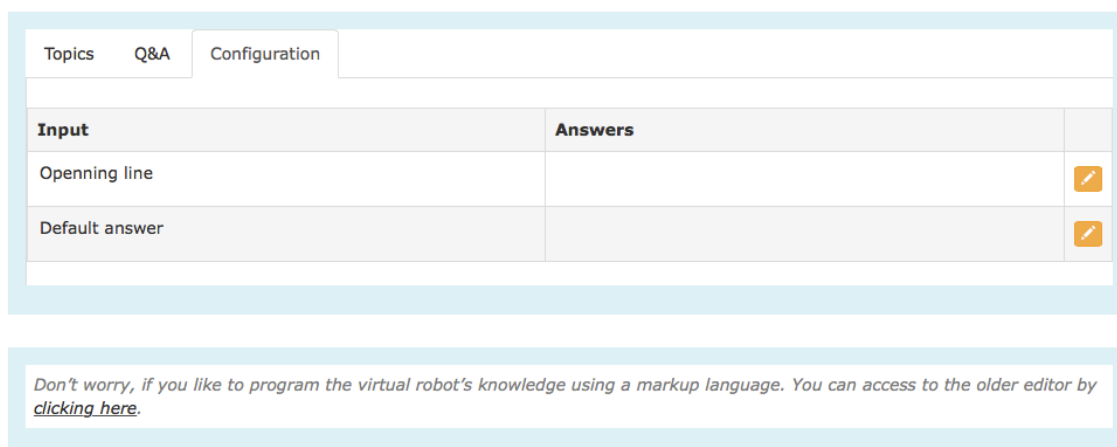 Topics Q&A Configuration
Input Answers
Openning line
Default answer
Don't worry, if you like to program the virtual robot's knowledge using a markup language. You can access to the older editor by
clicking here.